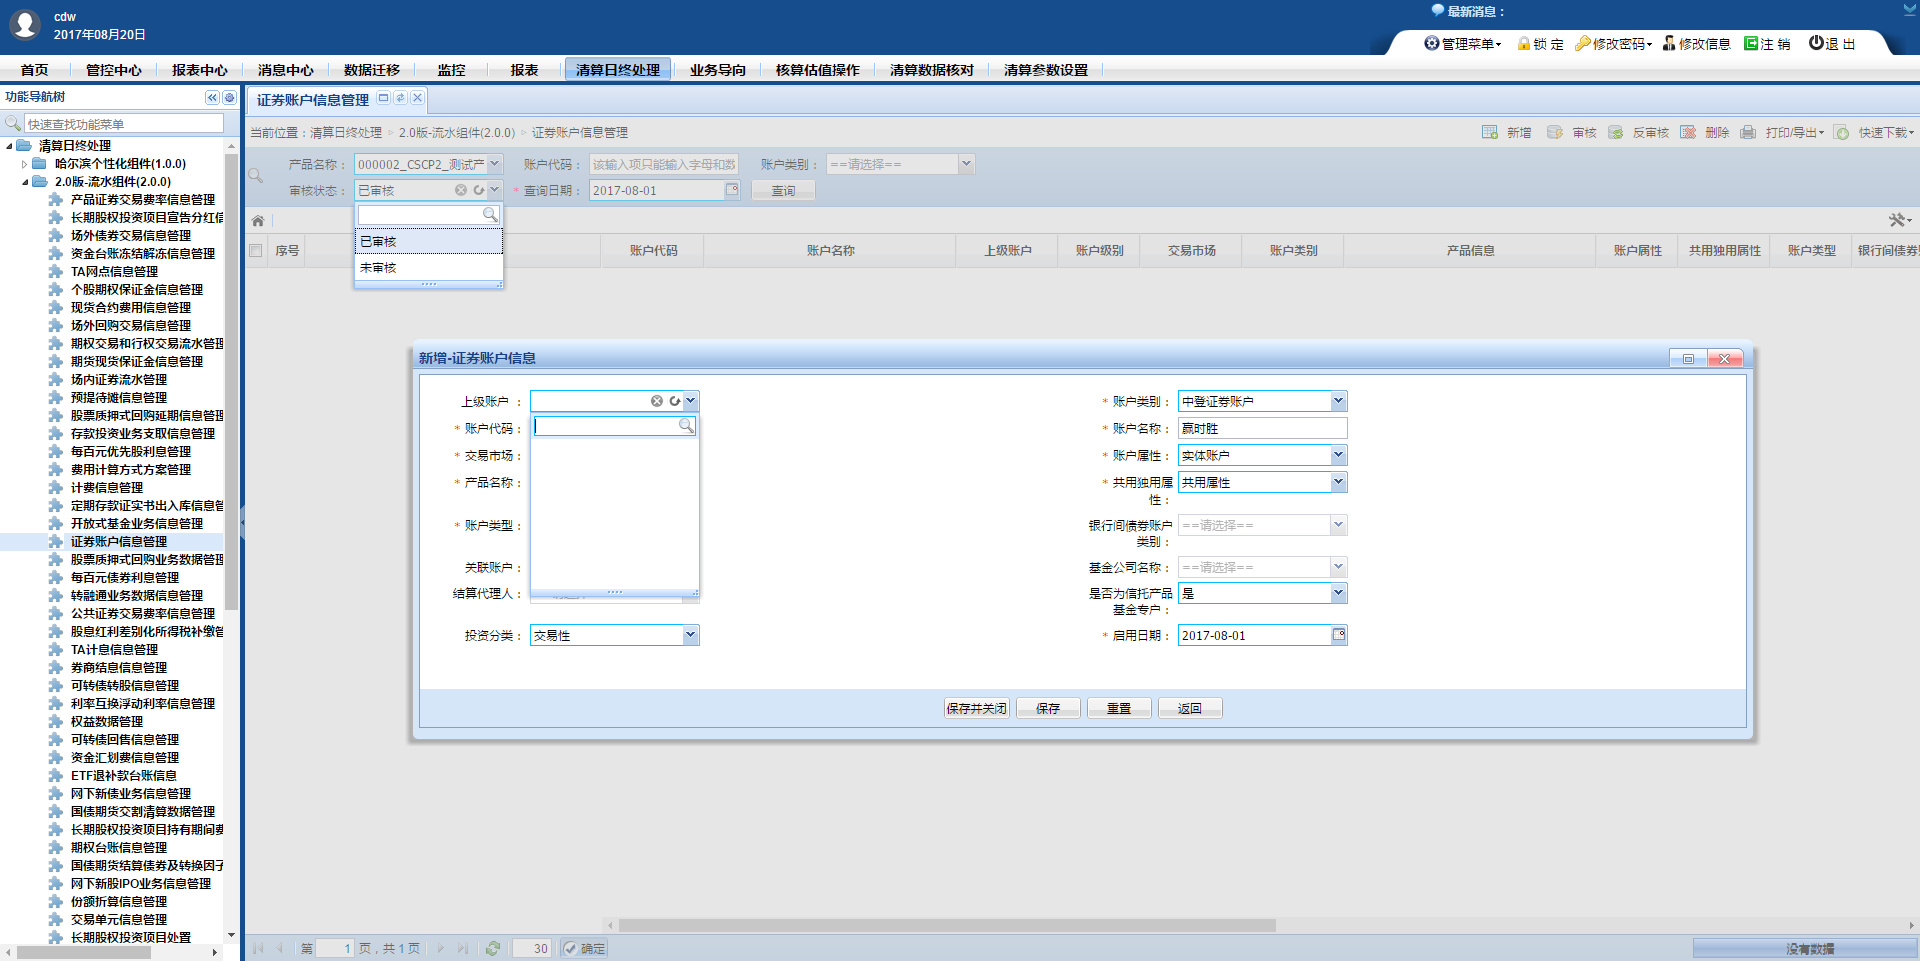 cdw
2017年08月20日
最新消息：
管理菜单 锁 定 修改密码 修改信息 注 销 退 出
首页 管控中心 报表中心 消息中心 数据迁移 监控 报表 清算日终处理 业务导向 核算估值操作 清算数据核对 清算参数设置
功能导航树
快速查找功能菜单
清算日终处理
哈尔滨个性化组件(1.0.0)
2.0版-流水组件(2.0.0)
产品证券交易费率信息管理
长期股权投资项目宣告分红信
场外债券交易信息管理
资金台账冻结解冻信息管理
TA网点信息管理
个股期权保证金信息管理
现货合约费用信息管理
场外回购交易信息管理
期权交易和行权交易流水管理
期货现货保证金信息管理
场内证券流水管理
预提待摊信息管理
股票质押式回购延期信息管理
存款投资业务支取信息管理
每百元优先股利息管理
费用计算方式方案管理
计费信息管理
定期存款证实书出入库信息管
开放式基金业务信息管理
证券账户信息管理
股票质押式回购业务数据管理
每百元债券利息管理
转融通业务数据信息管理
公共证券交易费率信息管理
股息红利差别化所得税补缴管
TA计息信息管理
券商结息信息管理
可转债转股信息管理
利率互换浮动利率信息管理
权益数据管理
可转债回售信息管理
资金汇划费信息管理
ETF退补款台账信息
网下新债业务信息管理
国债期货交割清算数据管理
长期股权投资项目持有期间费
期权台账信息管理
国债期货结算债券及转换因子
网下新股IPO业务信息管理
份额折算信息管理
交易单元信息管理
长期股权投资项目处置
证券账户信息管理
当前位置：清算日终处理 2.0版-流水组件(2.0.0) 证券账户信息管理
新增 审核 反审核 删除 打印/导出 快速下载
产品名称： 000002_CSCP2_测试产 账户代码： 该输入项只能输入字母和数 账户类别： ==请选择==
审核状态： 已审核 * 查询日期： 2017-08-01 查询
已审核
未审核
序号 账户代码 账户名称 上级账户 账户级别 交易市场 账户类别 产品信息 账户属性 共用独用属性 账户类型 银行间债券
新增-证券账户信息
上级账户 ： * 账户类别： 中登证券账户
* 账户代码： * 账户名称： 赢时胜
* 交易市场： * 账户属性： 实体账户
* 产品名称： * 共用独用属性： 共用属性
* 账户类型： 银行间债券账户类别： ==请选择==
关联账户： 基金公司名称： ==请选择==
结算代理人： 是否为信托产品基金专户： 是
投资分类： 交易性 * 启用日期： 2017-08-01
保存并关闭 保存 重置 返回
第 1 页，共 1 页 30 确定 没有数据